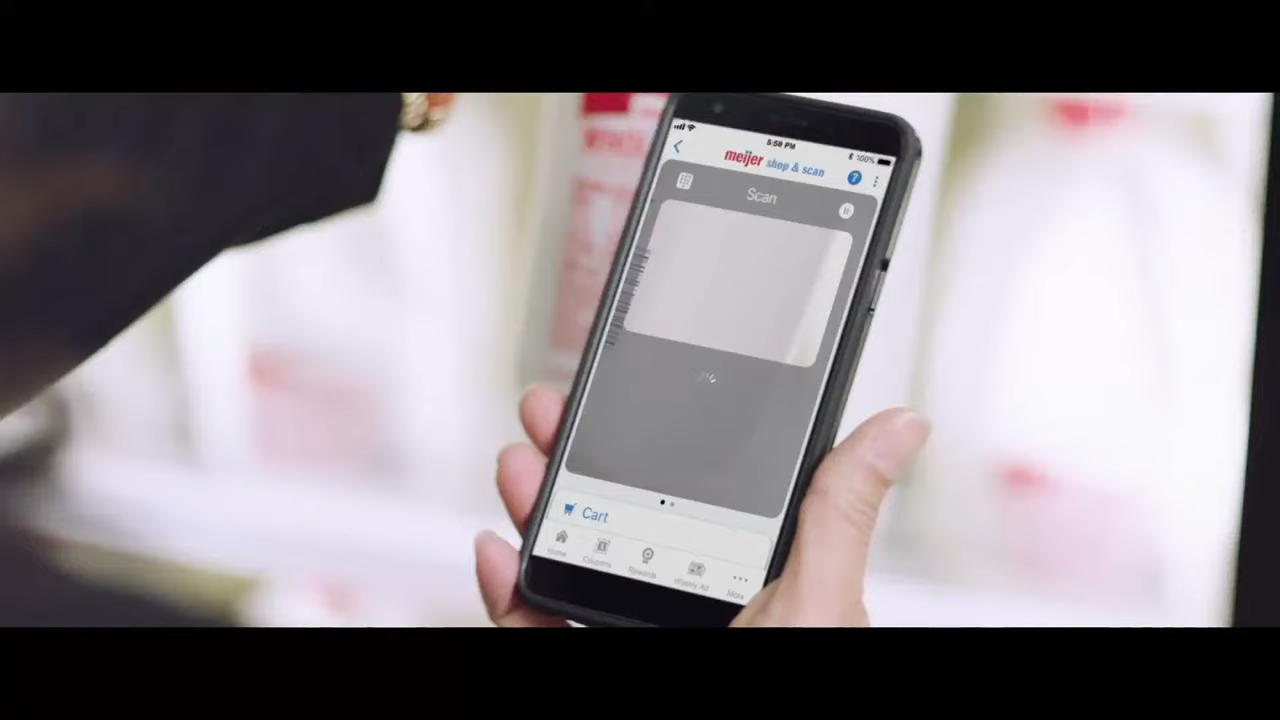 5:58 PM
100%
meijer shop & scan
?
Scan
Cart
Home
Coupons
Rewards
Weekly Ad
More